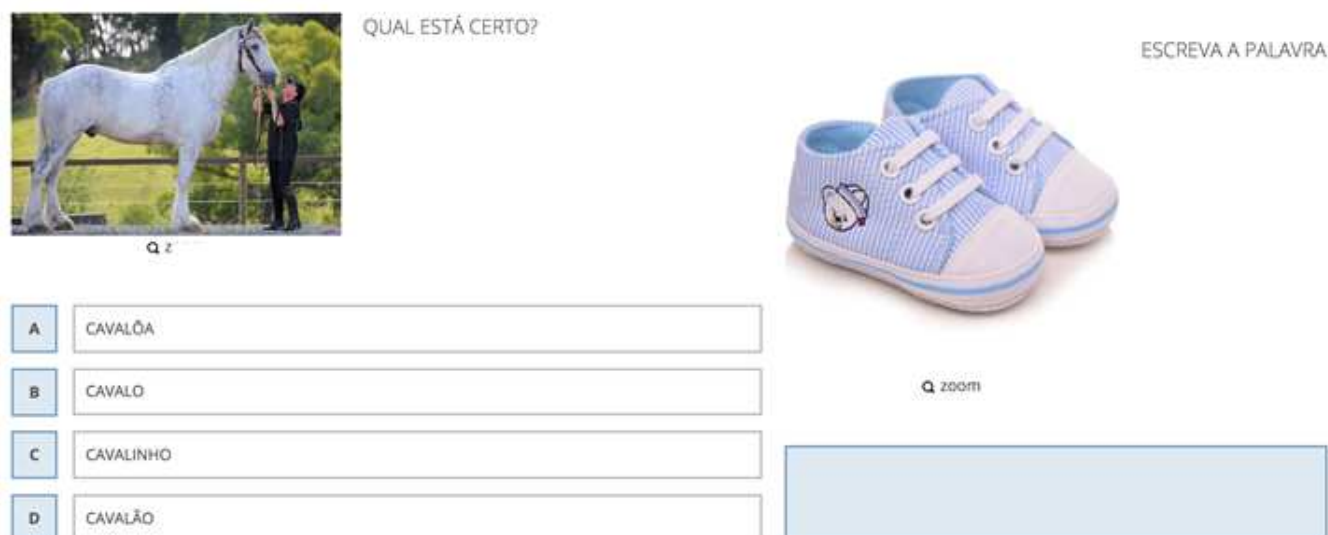 QUAL ESTÁ CERTO?
z
A CAVALÕA
B CAVALO
C CAVALINHO
D CAVALÃO
ESCREVA A PALAVRA
zoom